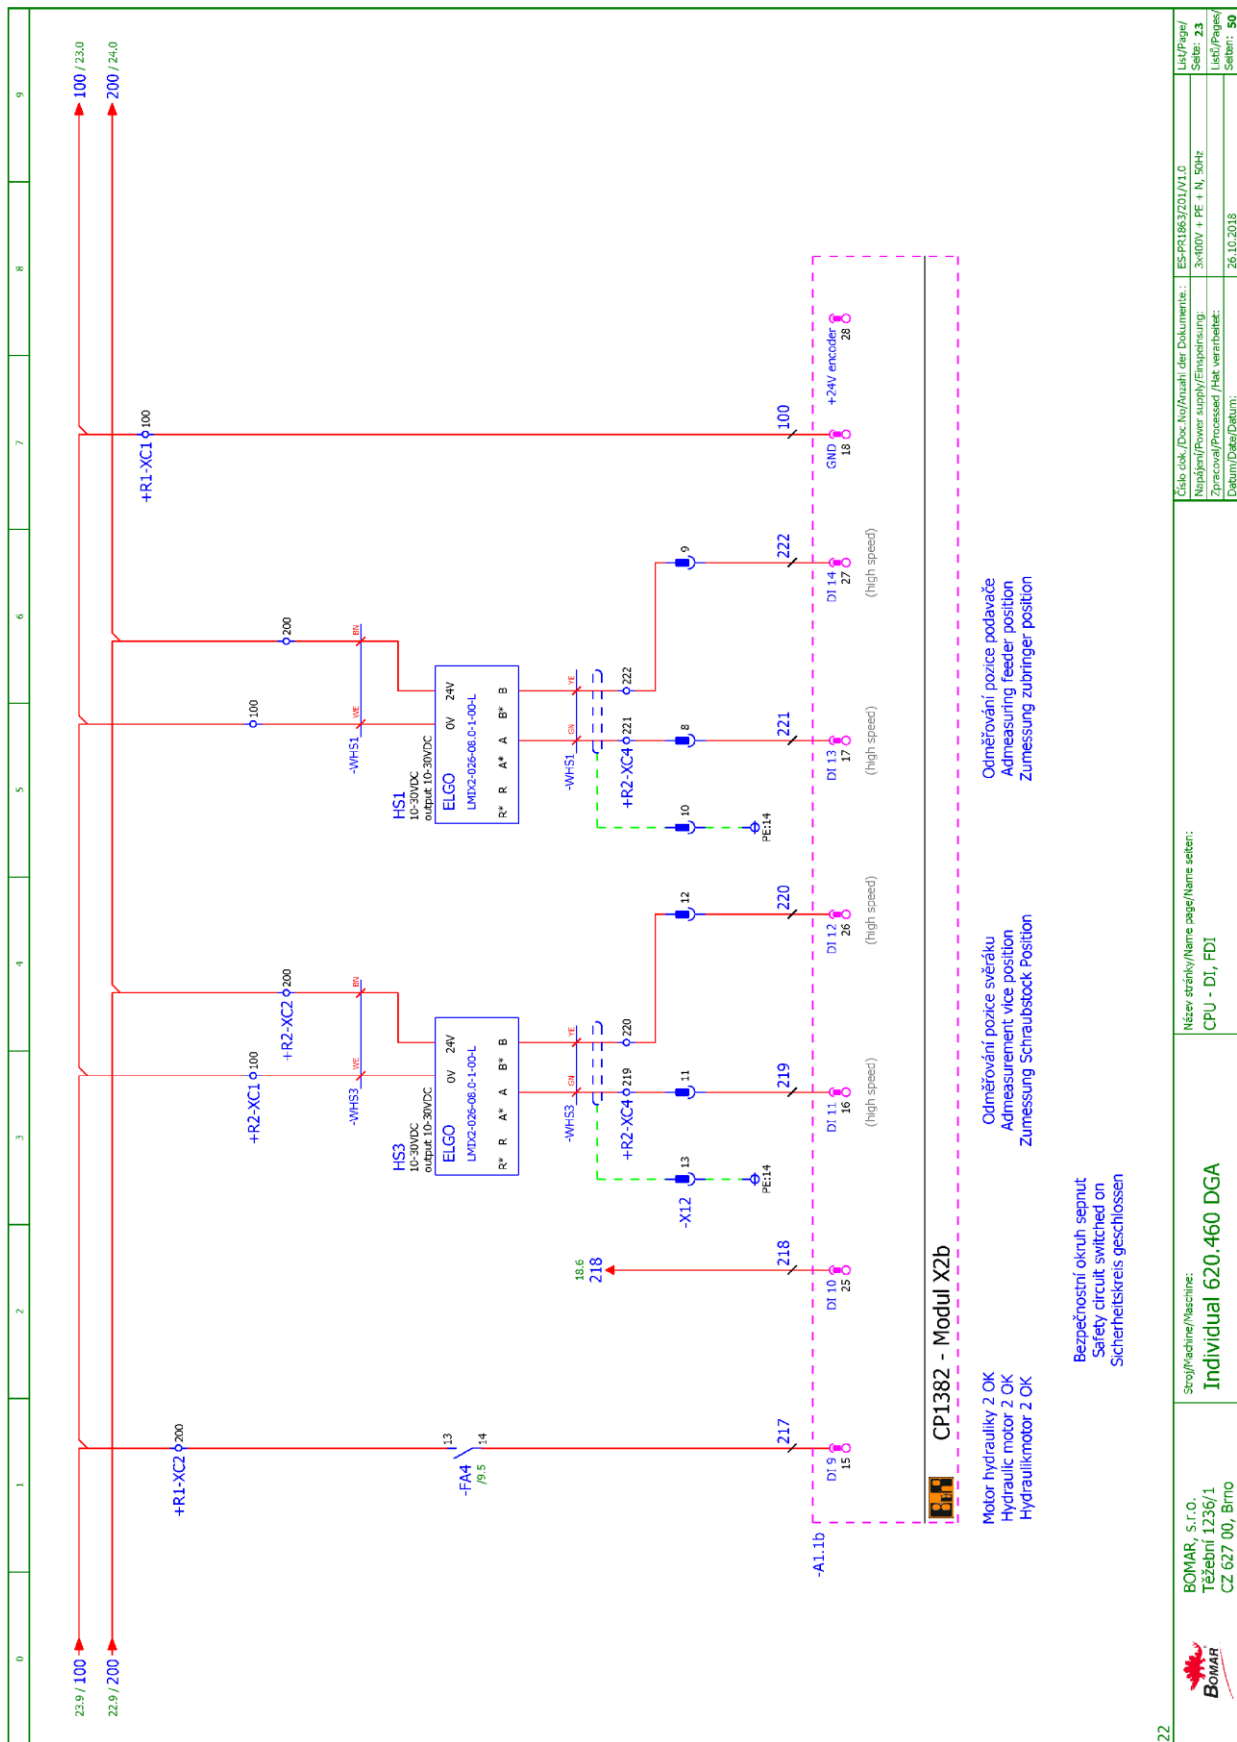 0 1 2 3 4 5 6 7 8 9
23.9 / 100
100 / 23.0
22.9 / 200
200 / 24.0
+R1-XC1 100
+R1-XC2 200
+R2-XC1 100
+R2-XC2 200
100
200
-WHS3
WE
BN
-WHS1
WE
BN
HS3
10-30VDC
output 10-30VDC
ELGO
LMIX2-026-08.0-1-00-L
0V 24V
R* R A* A B* B
HS1
10-30VDC
output 10-30VDC
ELGO
LMIX2-026-08.0-1-00-L
0V 24V
R* R A* A B* B
-FA4
/9.5
13
14
-WHS3
GN
YE
-WHS1
GN
YE
+R2-XC4 219
220
+R2-XC4 221
222
18.6
218
-X12
13
11
12
10
8
9
PE:14
PE:14
217
218
219
220
221
222
100
-A1.1b
DI 9
15
DI 10
25
DI 11
16
(high speed)
DI 12
26
(high speed)
DI 13
17
(high speed)
DI 14
27
(high speed)
GND
18
+24V encoder
28
B&R
CP1382 - Modul X2b
Motor hydrauliky 2 OK
Hydraulic motor 2 OK
Hydraulikmotor 2 OK
Bezpečnostní okruh sepnut
Safety circuit switched on
Sicherheitskreis geschlossen
Odměřování pozice svěráku
Admeasurement vice position
Zumessung Schraubstock Position
Odměřování pozice podavače
Admeasuring feeder position
Zumessung zubringer position
22
BOMAR
BOMAR, s.r.o.
Těžební 1236/1
CZ 627 00, Brno
Stroj/Machine/Maschine:
Individual 620.460 DGA
Název stránky/Name page/Name seiten:
CPU - DI, FDI
Číslo dok./Doc.No/Anzahl der Dokumente.: ES-PR1863/201/V1.0
Napájení/Power supply/Einspeisung: 3x400V + PE + N, 50Hz
Zpracoval/Processed /Hat verarbeitet:
Datum/Date/Datum: 26.10.2018
List/Page/
Seite: 23
Listů/Pages/
Seiten: 50